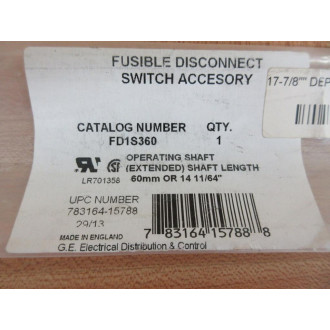 FUSIBLE DISCONNECT
SWITCH ACCESORY
17-7/8"" DEP
CATALOG NUMBER QTY.
FD1S360 1
OPERATING SHAFT
(EXTENDED) SHAFT LENGTH
60mm OR 14 11/64"
LR701358
UPC NUMBER
783164-15788
29/13
MADE IN ENGLAND
7 83164 15788 8
G.E. Electrical Distribution & Control